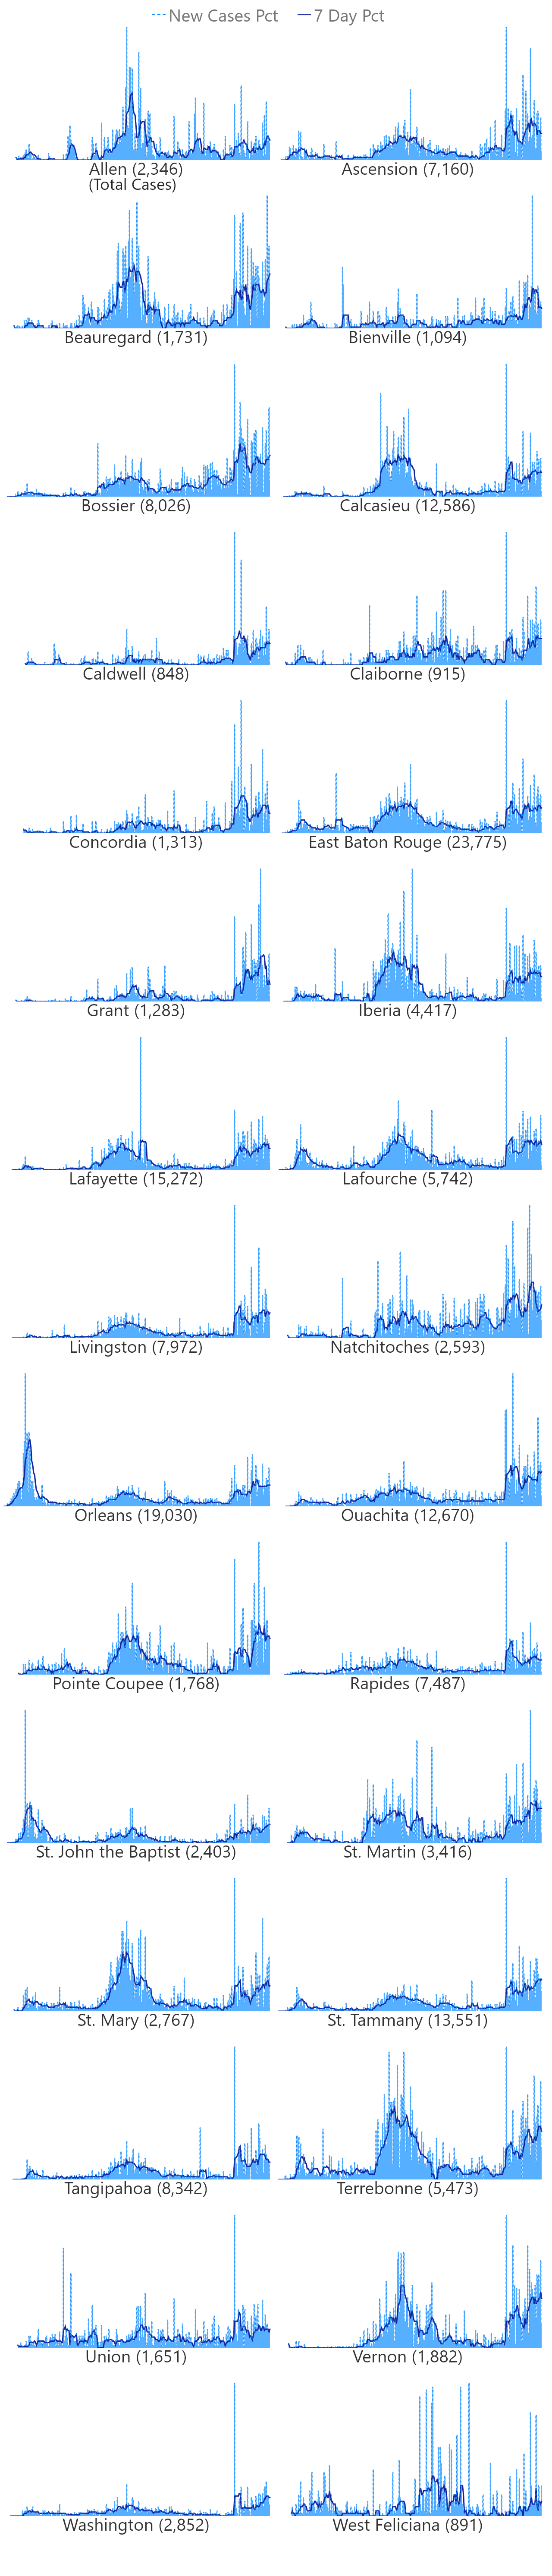 New Cases Pct 7 Day Pct
Allen (2,346)
(Total Cases)
Ascension (7,160)
Beauregard (1,731)
Bienville (1,094)
Bossier (8,026)
Calcasieu (12,586)
Caldwell (848)
Claiborne (915)
Concordia (1,313)
East Baton Rouge (23,775)
Grant (1,283)
Iberia (4,417)
Lafayette (15,272)
Lafourche (5,742)
Livingston (7,972)
Natchitoches (2,593)
Orleans (19,030)
Ouachita (12,670)
Pointe Coupee (1,768)
Rapides (7,487)
St. John the Baptist (2,403)
St. Martin (3,416)
St. Mary (2,767)
St. Tammany (13,551)
Tangipahoa (8,342)
Terrebonne (5,473)
Union (1,651)
Vernon (1,882)
Washington (2,852)
West Feliciana (891)